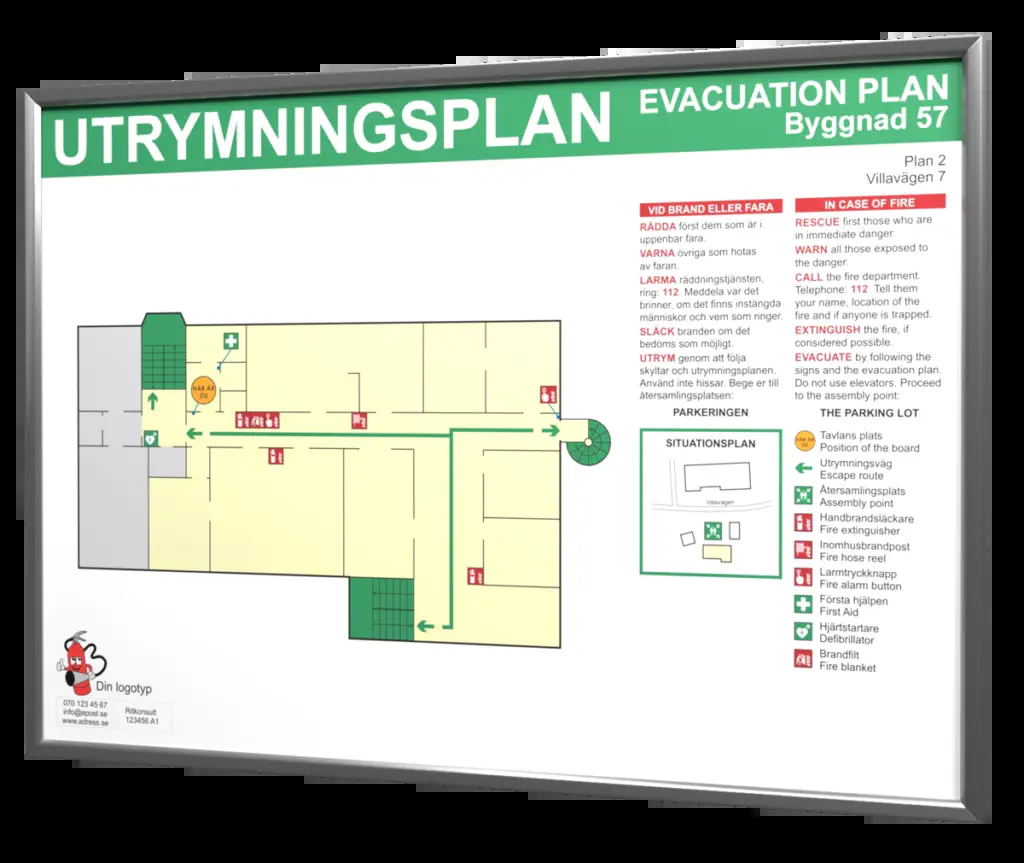 UTRYMNINGSPLAN
EVACUATION PLAN
Byggnad 57
Plan 2
Villavägen 7
VID BRAND ELLER FARA
RÄDDA först dem som är i
uppenbar fara.
VARNA övriga som hotas
av faran.
LARMA räddningstjänsten,
ring: 112. Meddela var det
brinner, om det finns instängda
människor och vem som ringer.
SLÄCK branden om det
bedöms som möjligt.
UTRYM genom att följa
skyltar och utrymningsplanen.
Använd inte hissar. Bege er till
återsamlingsplatsen:
PARKERINGEN
IN CASE OF FIRE
RESCUE first those who are
in immediate danger.
WARN all those exposed to
the danger.
CALL the fire department.
Telephone: 112 Tell them
your name, location of the
fire and if anyone is trapped.
EXTINGUISH the fire, if
considered possible.
EVACUATE by following the
signs and the evacuation plan.
Do not use elevators. Proceed
to the assembly point:
THE PARKING LOT
HÄR ÄR
DU
SITUATIONSPLAN
Villavägen
HÄR ÄR
DU
Tavlans plats
Position of the board
Utrymningsväg
Escape route
Återsamlingsplats
Assembly point
Handbrandsläckare
Fire extinguisher
Inomhusbrandpost
Fire hose reel
Larmtryckknapp
Fire alarm button
Första hjälpen
First Aid
Hjärtstartare
Defibrillator
Brandfilt
Fire blanket
Din logotyp
070 123 45 67
info@epost.se
www.adress.se
Ritkonsult
123456 A1